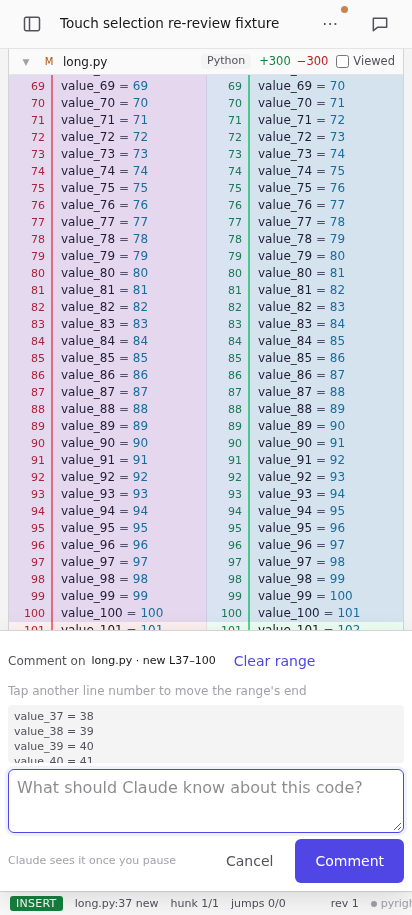 Touch selection re-review fixture ...
▼ M long.py Python +300 −300 Viewed
69 value_69 = 69 69 value_69 = 70
70 value_70 = 70 70 value_70 = 71
71 value_71 = 71 71 value_71 = 72
72 value_72 = 72 72 value_72 = 73
73 value_73 = 73 73 value_73 = 74
74 value_74 = 74 74 value_74 = 75
75 value_75 = 75 75 value_75 = 76
76 value_76 = 76 76 value_76 = 77
77 value_77 = 77 77 value_77 = 78
78 value_78 = 78 78 value_78 = 79
79 value_79 = 79 79 value_79 = 80
80 value_80 = 80 80 value_80 = 81
81 value_81 = 81 81 value_81 = 82
82 value_82 = 82 82 value_82 = 83
83 value_83 = 83 83 value_83 = 84
84 value_84 = 84 84 value_84 = 85
85 value_85 = 85 85 value_85 = 86
86 value_86 = 86 86 value_86 = 87
87 value_87 = 87 87 value_87 = 88
88 value_88 = 88 88 value_88 = 89
89 value_89 = 89 89 value_89 = 90
90 value_90 = 90 90 value_90 = 91
91 value_91 = 91 91 value_91 = 92
92 value_92 = 92 92 value_92 = 93
93 value_93 = 93 93 value_93 = 94
94 value_94 = 94 94 value_94 = 95
95 value_95 = 95 95 value_95 = 96
96 value_96 = 96 96 value_96 = 97
97 value_97 = 97 97 value_97 = 98
98 value_98 = 98 98 value_98 = 99
99 value_99 = 99 99 value_99 = 100
100 value_100 = 100 100 value_100 = 101
101 value_101 = 101 101 value_101 = 102
Comment on long.py · new L37–100 Clear range
Tap another line number to move the range's end
value_37 = 38
value_38 = 39
value_39 = 40
value_40 = 41
What should Claude know about this code?
Claude sees it once you pause Cancel Comment
INSERT long.py:37 new hunk 1/1 jumps 0/0 rev 1 ● pyrig